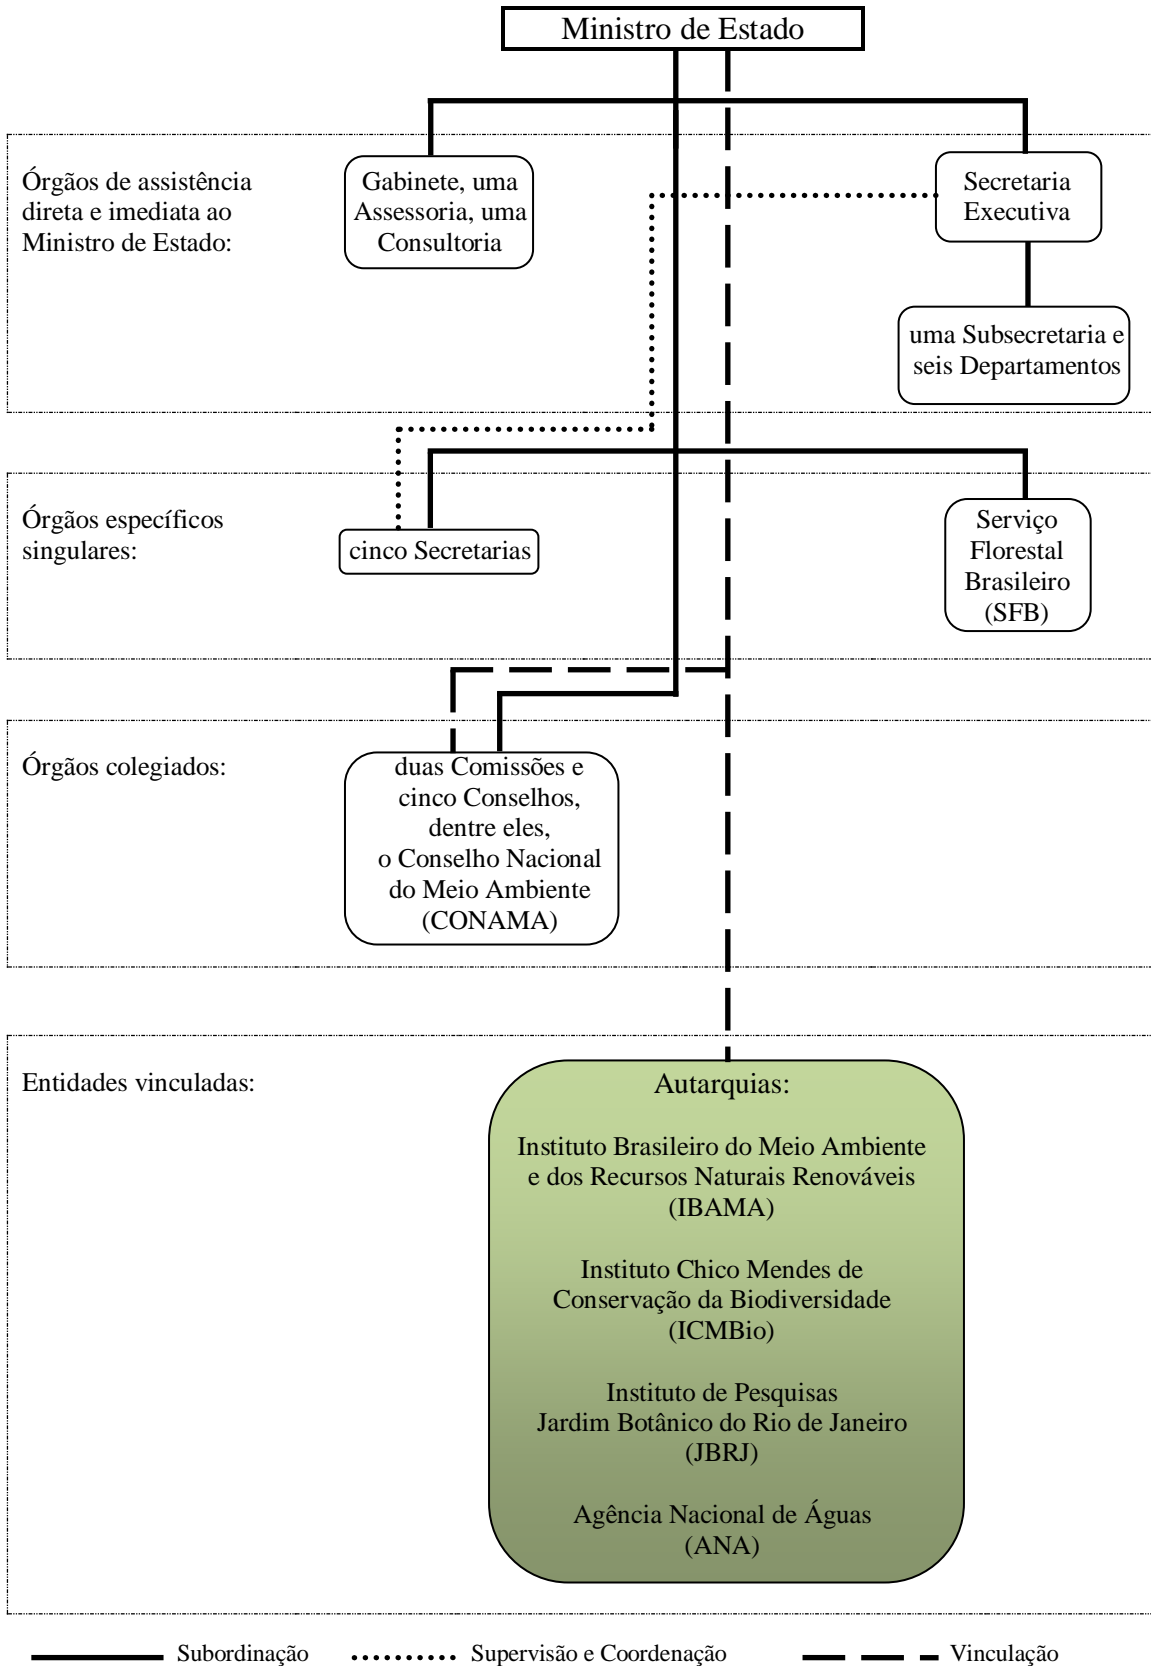 Ministro de Estado
Órgãos de assistência
direta e imediata ao
Ministro de Estado:
Gabinete, uma
Assessoria, uma
Consultoria
Secretaria
Executiva
uma Subsecretaria e
seis Departamentos
Órgãos específicos
singulares:
cinco Secretarias
Serviço
Florestal
Brasileiro
(SFB)
Órgãos colegiados:
duas Comissões e
cinco Conselhos,
dentre eles,
o Conselho Nacional
do Meio Ambiente
(CONAMA)
Entidades vinculadas:
Autarquias:
Instituto Brasileiro do Meio Ambiente
e dos Recursos Naturais Renováveis
(IBAMA)
Instituto Chico Mendes de
Conservação da Biodiversidade
(ICMBio)
Instituto de Pesquisas
Jardim Botânico do Rio de Janeiro
(JBRJ)
Agência Nacional de Águas
(ANA)
Subordinação
Supervisão e Coordenação
Vinculação